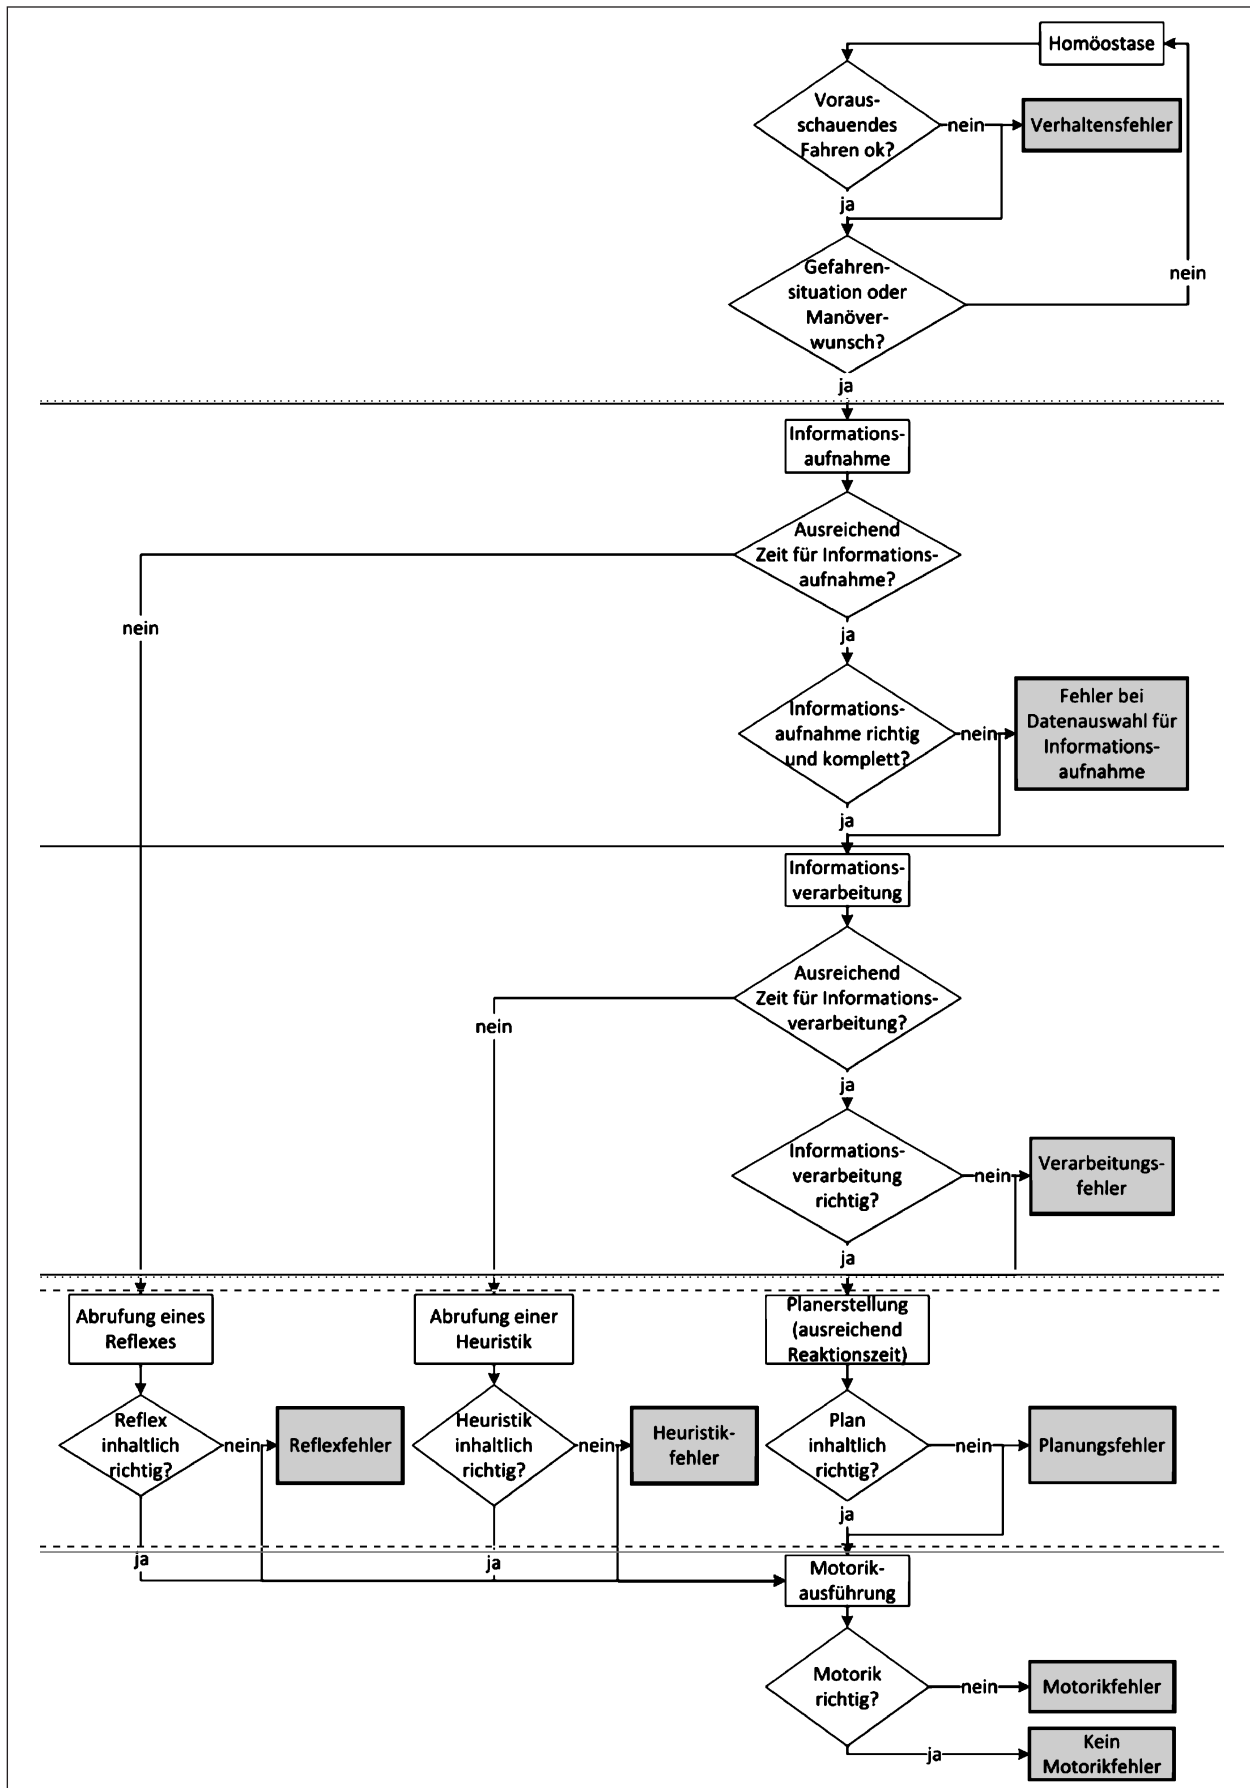 Homöostase
Voraus-
schauendes
Fahren ok?
nein
Verhaltensfehler
ja
Gefahren-
situation oder
Manöver-
wunsch?
nein
ja
Informations-
aufnahme
Ausreichend
Zeit für Informations-
aufnahme?
nein
ja
Informations-
aufnahme richtig
und komplett?
nein
Fehler bei
Datenauswahl für
Informations-
aufnahme
ja
Informations-
verarbeitung
Ausreichend
Zeit für Informations-
verarbeitung?
nein
ja
Informations-
verarbeitung
richtig?
nein
Verarbeitungs-
fehler
ja
Abrufung eines
Reflexes
Abrufung einer
Heuristik
Planerstellung
(ausreichend
Reaktionszeit)
Reflex
inhaltlich
richtig?
nein
Reflexfehler
Heuristik
inhaltlich
richtig?
nein
Heuristik-
fehler
Plan
inhaltlich
richtig?
nein
Planungsfehler
ja
ja
ja
Motorik-
ausführung
Motorik
richtig?
nein
Motorikfehler
ja
Kein
Motorikfehler